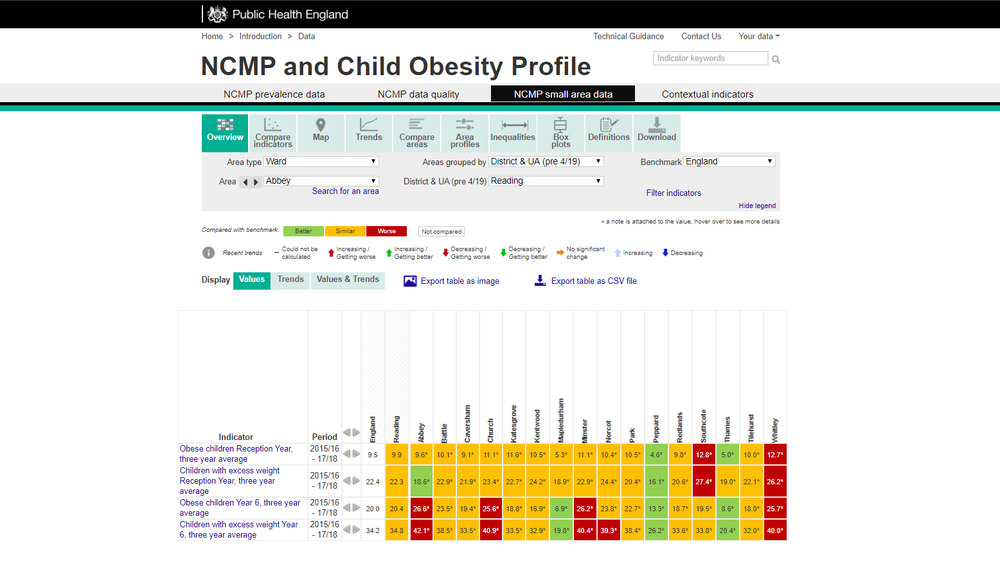 Public Health England
Home > Introduction > Data
Technical Guidance Contact Us Your data
NCMP and Child Obesity Profile
Indicator keywords
NCMP prevalence data NCMP data quality NCMP small area data Contextual indicators
Overview Compare indicators Map Trends Compare areas Area profiles Inequalities Box plots Definitions Download
Area type Ward Areas grouped by District & UA (pre 4/19) Benchmark England
Area Abbey District & UA (pre 4/19) Reading
Search for an area
Filter indicators
Hide legend
* a note is attached to the value, hover over to see more details
Compared with benchmark: Better Similar Worse Not compared
Recent trends: Could not be calculated Increasing / Getting worse Increasing / Getting better Decreasing / Getting worse Decreasing / Getting better No significant change Increasing Decreasing
Display Values Trends Values & Trends Export table as image Export table as CSV file
Indicator Period England Reading Abbey Battle Caversham Church Katesgrove Kentwood Mapledurham Minster Norcot Park Peppard Redlands Southcote Thames Tilehurst Whitley
Obese children Reception Year, three year average 2015/16 - 17/18 9.5 9.9 9.6* 10.1* 9.1* 11.1* 11.6* 10.5* 5.3* 11.1* 10.4* 10.5* 4.6* 9.8* 12.8* 5.0* 10.0* 12.7*
Children with excess weight Reception Year, three year average 2015/16 - 17/18 22.4 22.3 18.6* 22.9* 21.9* 23.4* 22.7* 24.2* 18.9* 22.9* 24.4* 20.4* 16.1* 20.6* 27.4* 19.0* 22.1* 26.2*
Obese children Year 6, three year average 2015/16 - 17/18 20.0 20.4 26.6* 23.5* 19.4* 25.6* 18.8* 16.9* 6.9* 26.2* 23.8* 22.7* 13.3* 18.7* 19.5* 8.6* 18.0* 25.7*
Children with excess weight Year 6, three year average 2015/16 - 17/18 34.2 34.8 42.1* 38.5* 33.5* 40.9* 33.5* 32.9* 19.8* 40.4* 39.3* 38.4* 26.2* 33.6* 33.8* 20.4* 32.0* 40.0*